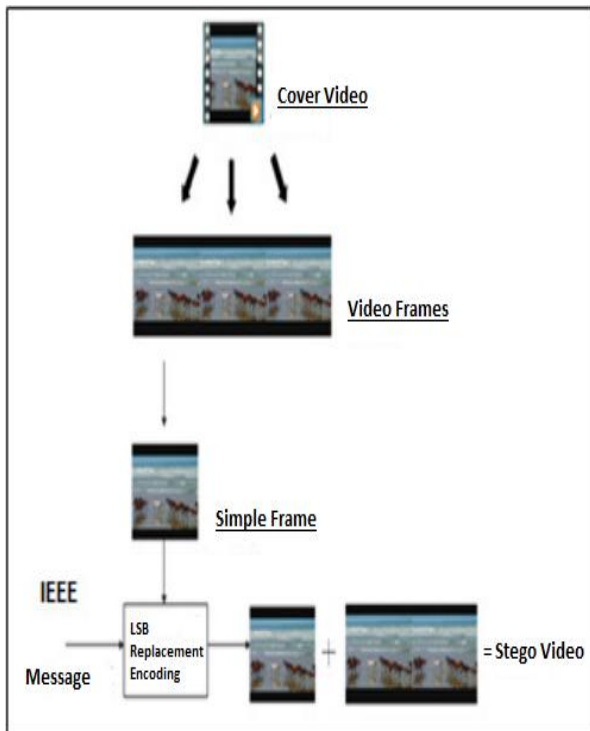 Cover Video
Video Frames
Simple Frame
IEEE
Message
LSB
Replacement
Encoding
+
= Stego Video